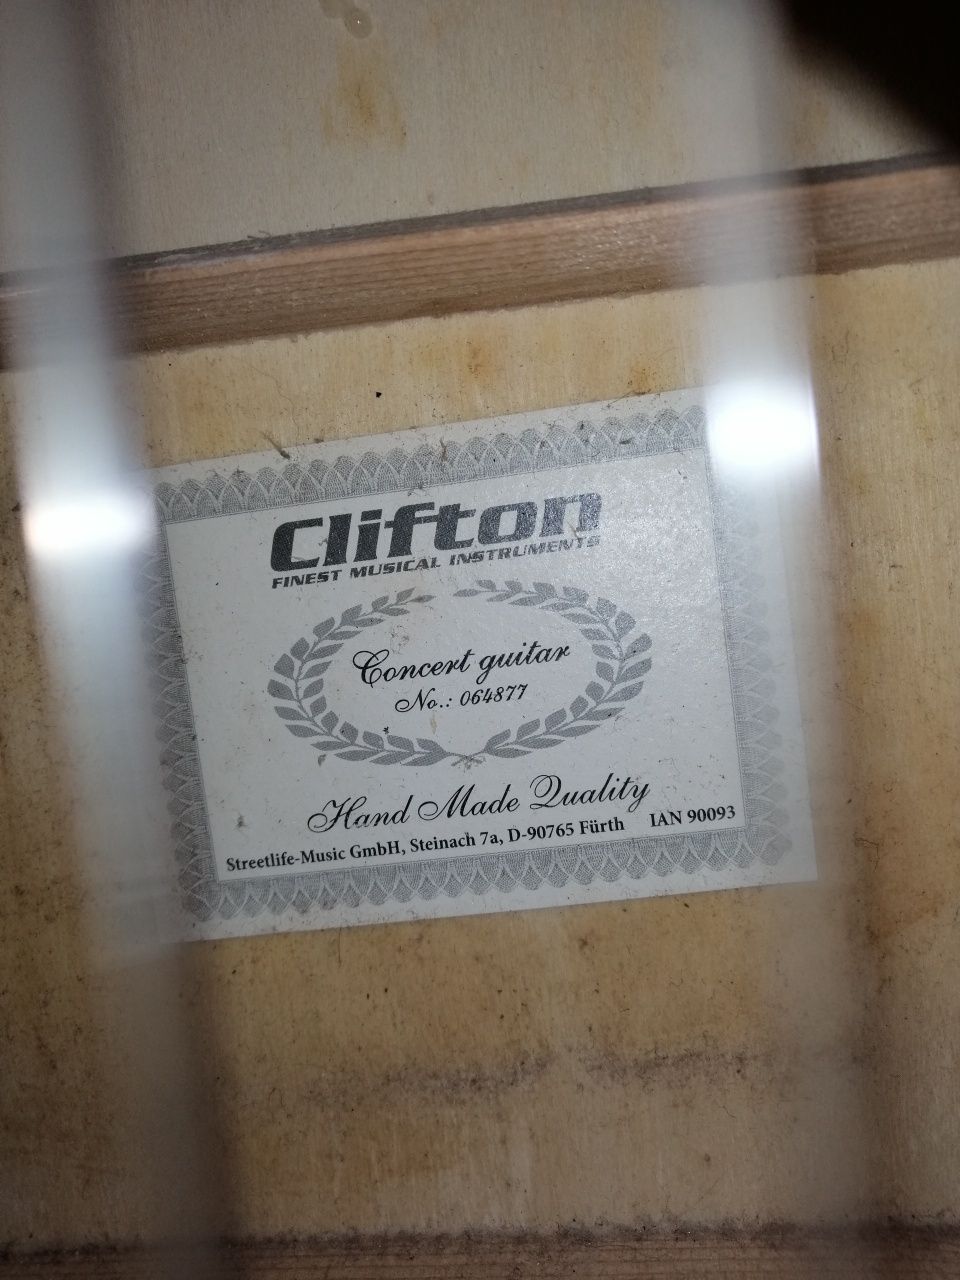 Clifton
FINEST MUSICAL INSTRUMENTS
Concert guitar
No.: 064877
Hand Made Quality
Streetlife-Music GmbH, Steinach 7a, D-90765 Fürth IAN 90093